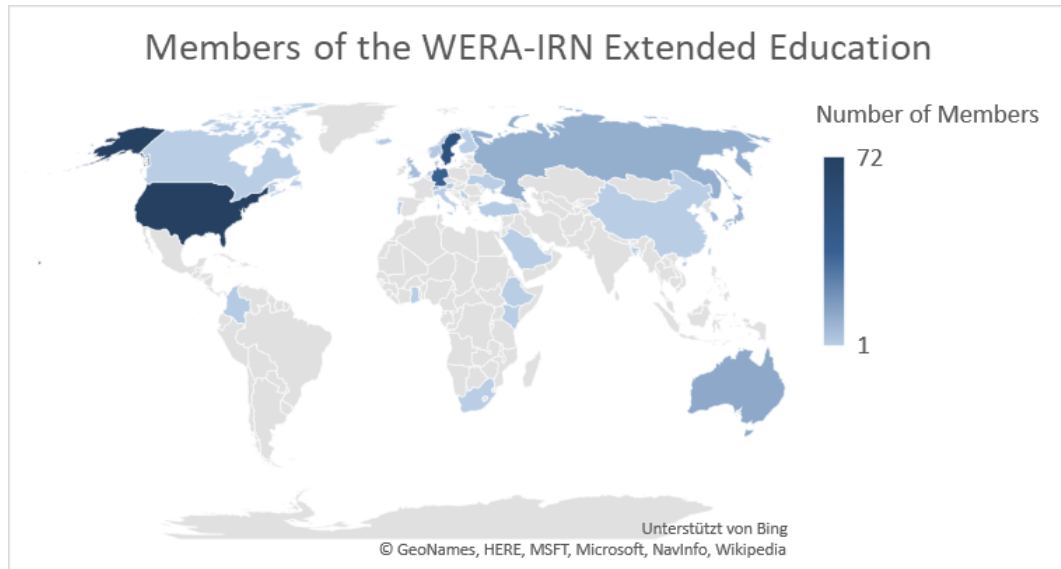 Members of the WERA-IRN Extended Education
Number of Members
72
1
Unterstützt von Bing
© GeoNames, HERE, MSFT, Microsoft, NavInfo, Wikipedia